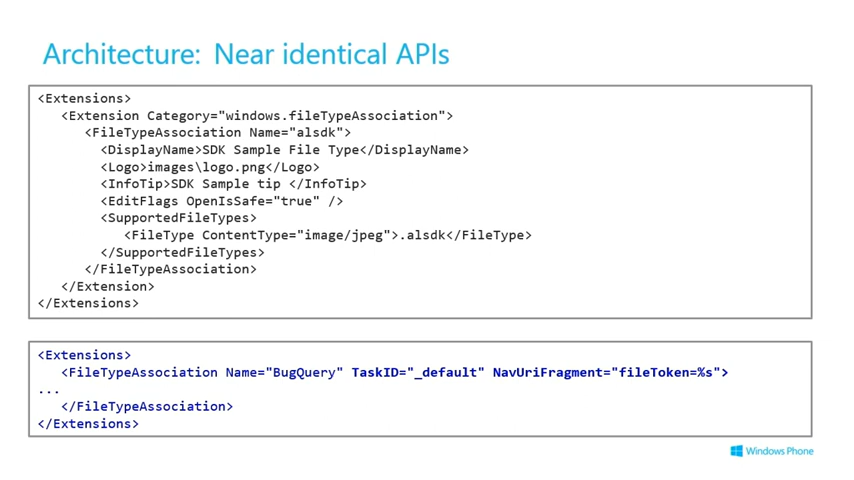 Architecture: Near identical APIs
<Extensions>
<Extension Category="windows.fileTypeAssociation">
<FileTypeAssociation Name="alsdk">
<DisplayName>SDK Sample File Type</DisplayName>
<Logo>images\logo.png</Logo>
<InfoTip>SDK Sample tip </InfoTip>
<EditFlags OpenIsSafe="true" />
<SupportedFileTypes>
<FileType ContentType="image/jpeg">.alsdk</FileType>
</SupportedFileTypes>
</FileTypeAssociation>
</Extension>
</Extensions>
<Extensions>
<FileTypeAssociation Name="BugQuery" TaskID="_default" NavUriFragment="fileToken=%s">
...
</FileTypeAssociation>
</Extensions>
Windows Phone